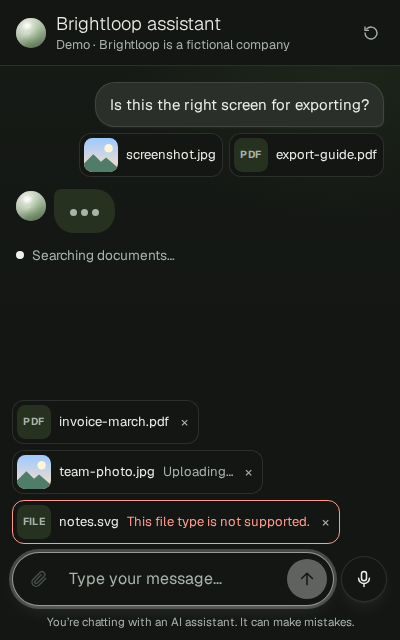 Brightloop assistant
Demo · Brightloop is a fictional company
Is this the right screen for exporting?
screenshot.jpg
PDF export-guide.pdf
Searching documents…
PDF invoice-march.pdf ×
team-photo.jpg Uploading… ×
FILE notes.svg This file type is not supported. ×
Type your message…
You're chatting with an AI assistant. It can make mistakes.